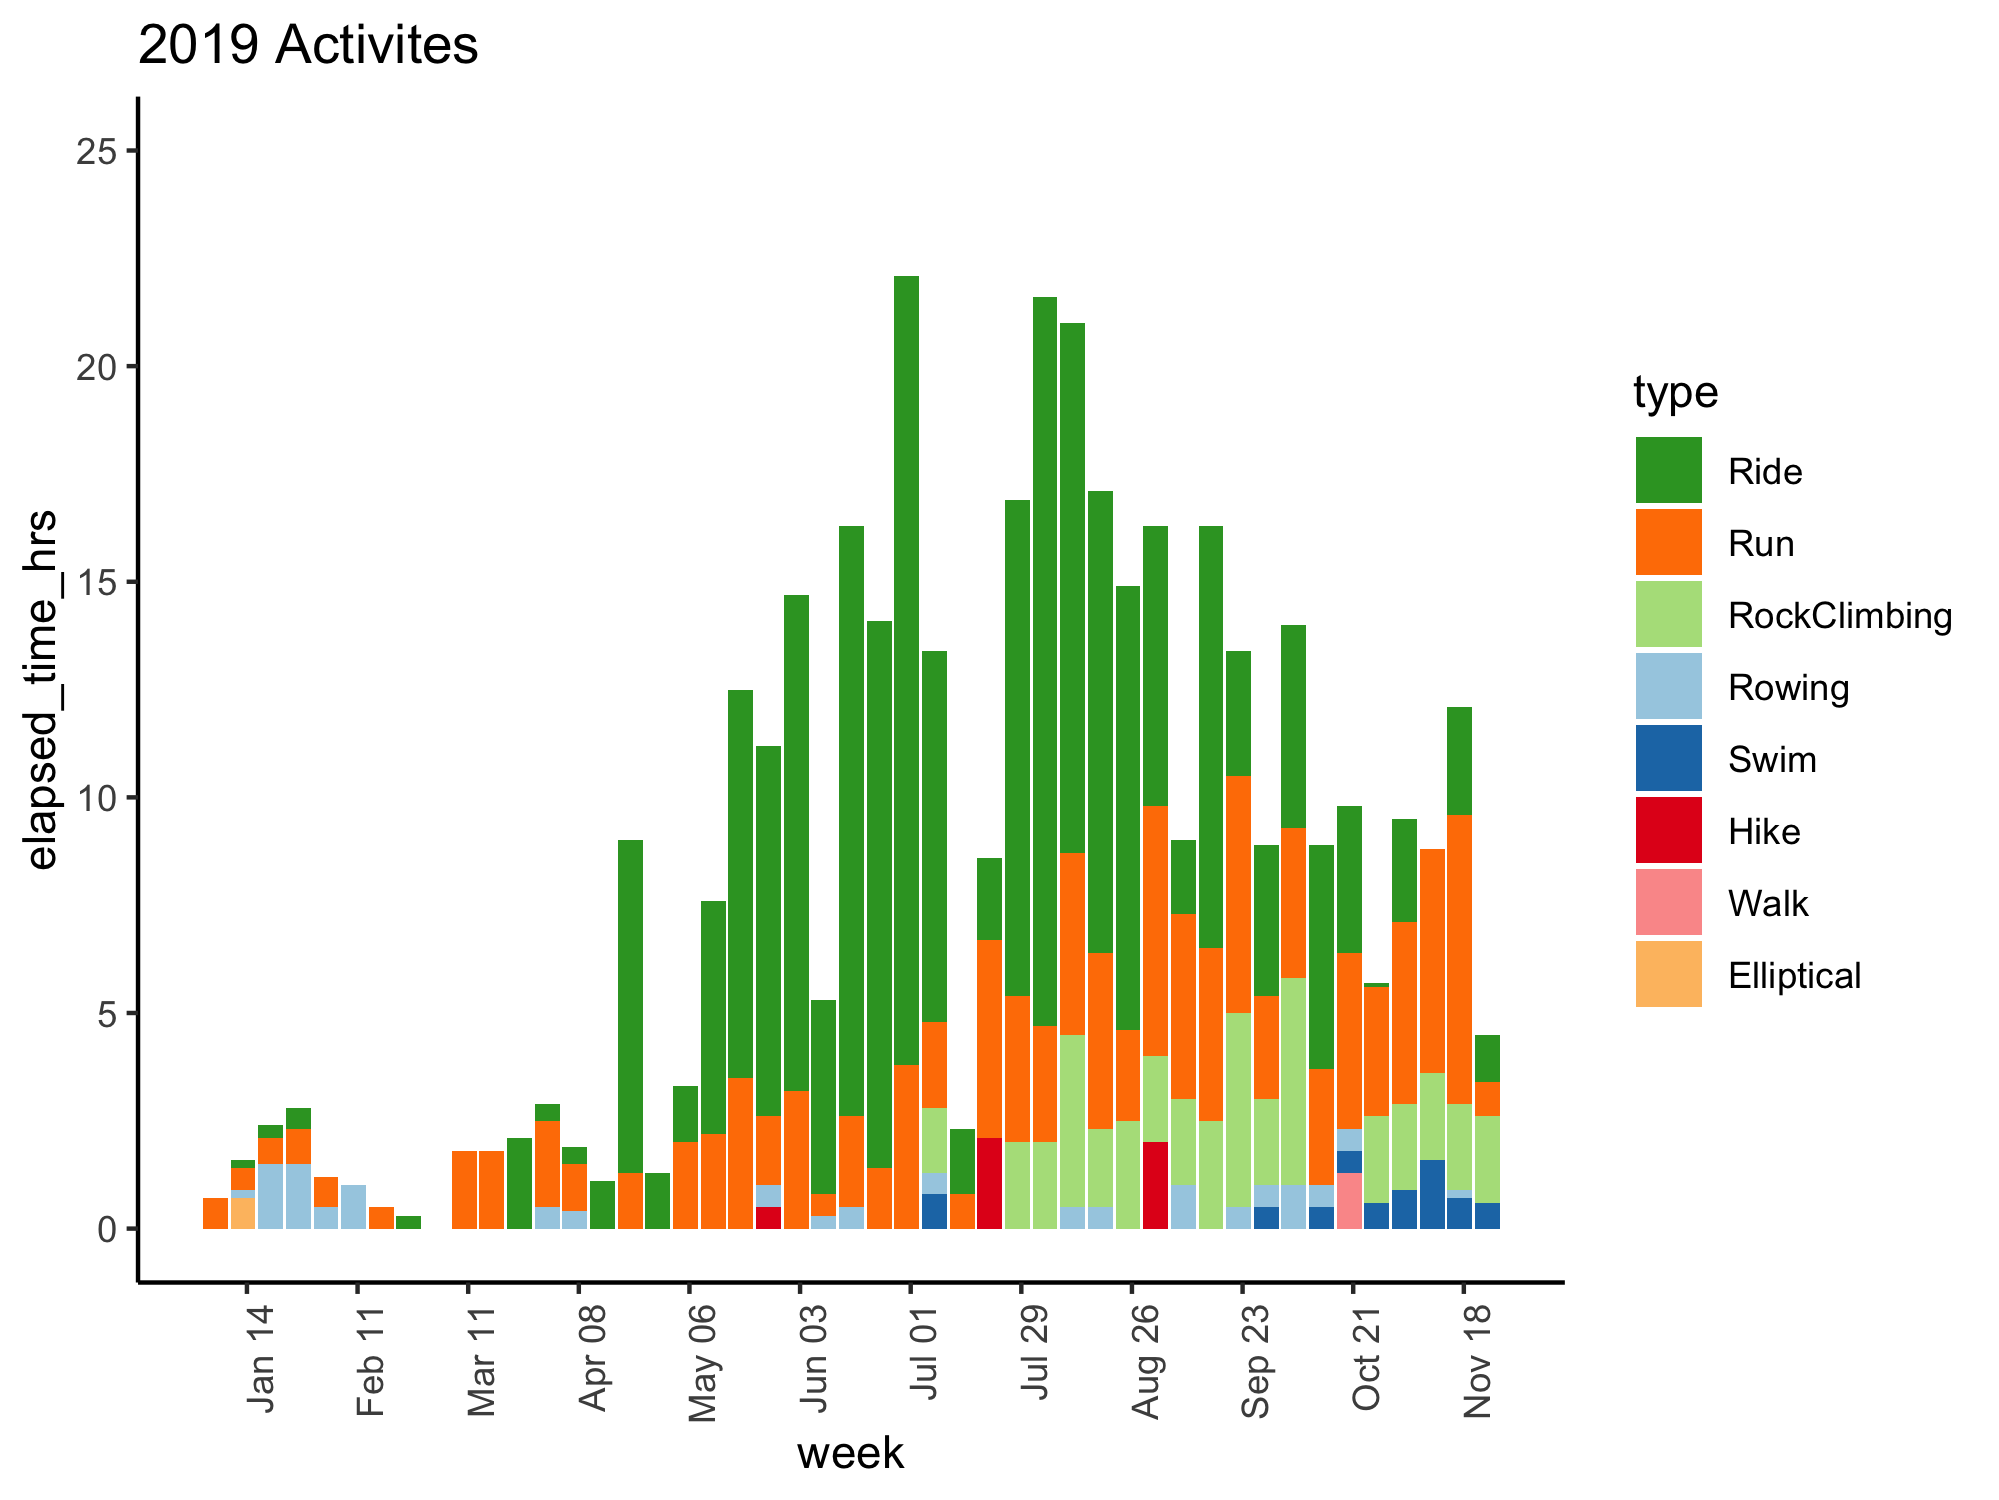 2019 Activites
elapsed_time_hrs
25
20
15
10
5
0
Jan 14
Feb 11
Mar 11
Apr 08
May 06
Jun 03
Jul 01
Jul 29
Aug 26
Sep 23
Oct 21
Nov 18
week
type
Ride
Run
RockClimbing
Rowing
Swim
Hike
Walk
Elliptical